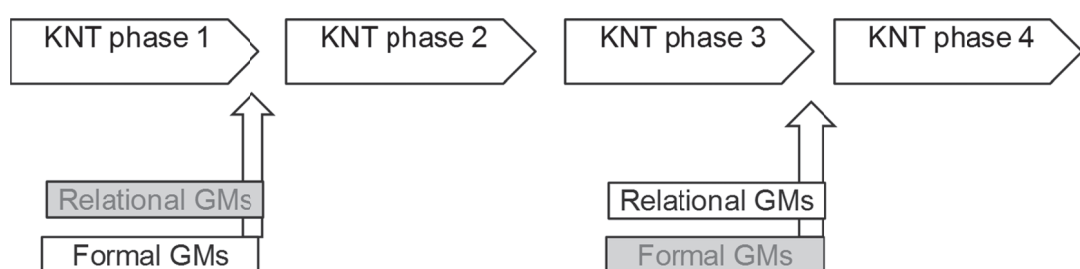 KNT phase 1
KNT phase 2
KNT phase 3
KNT phase 4
Relational GMs
Relational GMs
Formal GMs
Formal GMs